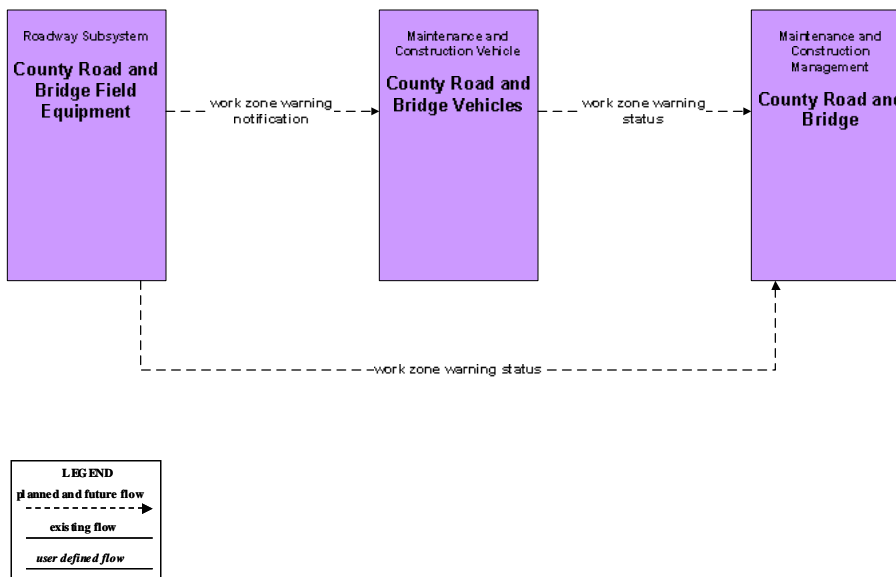 Roadway Subsystem
County Road and
Bridge Field
Equipment
work zone warning
notification
Maintenance and
Construction Vehicle
County Road and
Bridge Vehicles
work zone warning
status
Maintenance and
Construction
Management
County Road and
Bridge
work zone warning status
LEGEND
planned and future flow
existing flow
user defined flow